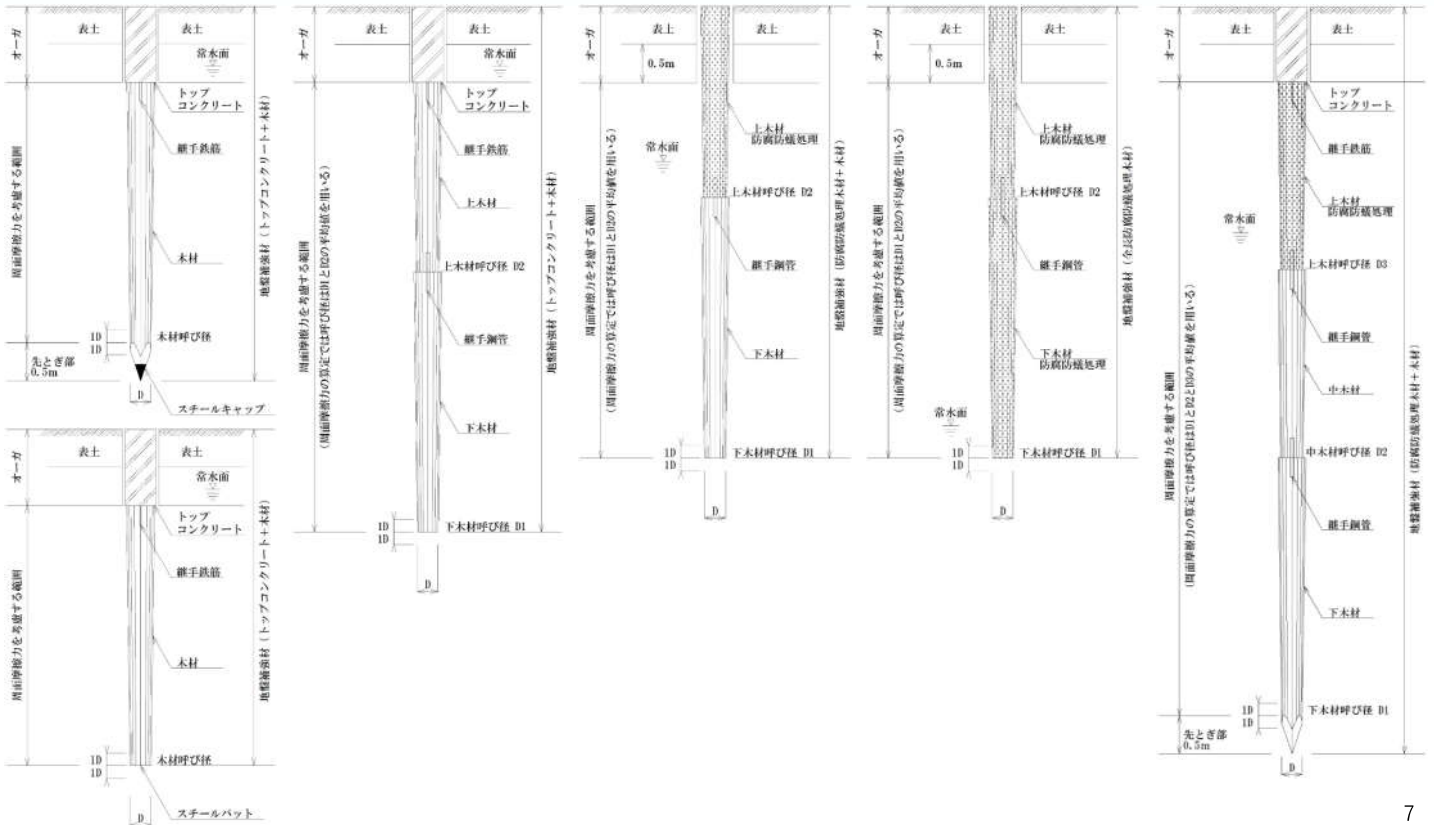 オーガ
表土
表土
常水面
トップ
コンクリート
継手鉄筋
周面摩擦力を考慮する範囲
地盤補強材(トップコンクリート+木材)
木材
1D
1D
木材呼び径
先とぎ部
0.5m
D
スチールキャップ
オーガ
表土
表土
常水面
トップ
コンクリート
継手鉄筋
周面摩擦力を考慮する範囲
地盤補強材(トップコンクリート+木材)
木材
1D
1D
木材呼び径
D
スチールパット
オーガ
表土
表土
常水面
トップ
コンクリート
継手鉄筋
上木材
周面摩擦力を考慮する範囲
(周面摩擦力の算定では呼び径はD1とD2の平均値を用いる)
地盤補強材(トップコンクリート+木材)
上木材呼び径 D2
継手鋼管
下木材
1D
1D
下木材呼び径 D1
D
オーガ
表土
表土
0.5m
上木材
防腐防蟻処理
常水面
周面摩擦力を考慮する範囲
(周面摩擦力の算定では呼び径はD1とD2の平均値を用いる)
地盤補強材(防腐防蟻処理木材+木材)
上木材呼び径 D2
継手鋼管
下木材
1D
1D
下木材呼び径 D1
D
オーガ
表土
表土
0.5m
上木材
防腐防蟻処理
上木材呼び径 D2
周面摩擦力を考慮する範囲
(周面摩擦力の算定では呼び径はD1とD2の平均値を用いる)
地盤補強材(全長防腐防蟻処理木材)
継手鋼管
下木材
防腐防蟻処理
常水面
1D
1D
下木材呼び径 D1
D
オーガ
表土
表土
トップ
コンクリート
継手鉄筋
上木材
防腐防蟻処理
常水面
上木材呼び径 D3
継手鋼管
周面摩擦力を考慮する範囲
(周面摩擦力の算定では呼び径はD1とD2とD3の平均値を用いる)
地盤補強材(防腐防蟻処理木材+木材)
中木材
中木材呼び径 D2
継手鋼管
下木材
1D
1D
下木材呼び径 D1
先とぎ部
0.5m
D
7